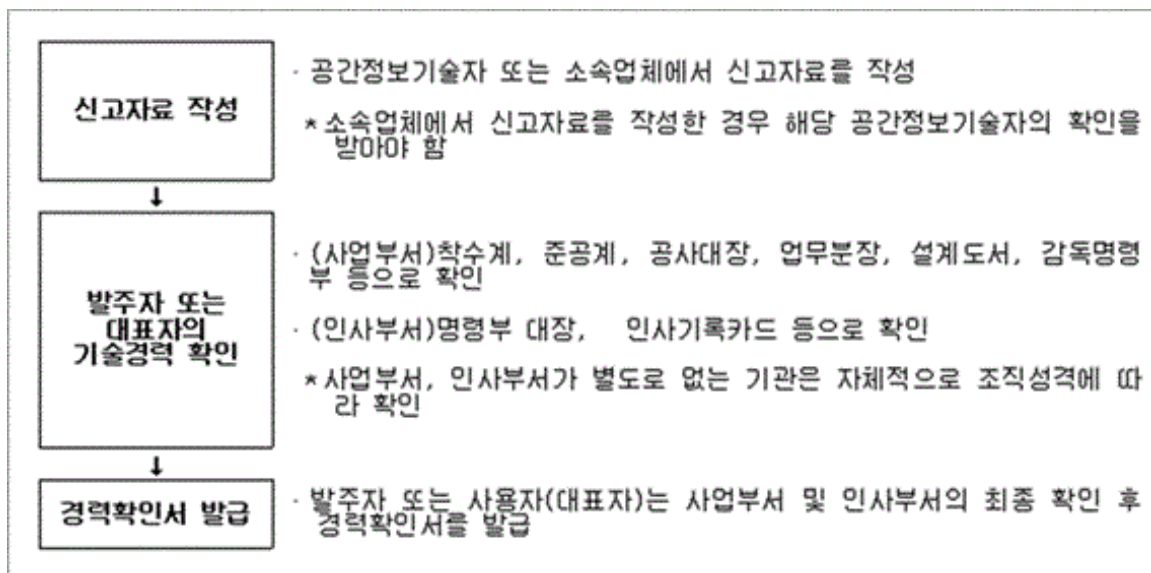 신고자료 작성
· 공간정보기술자 또는 소속업체에서 신고자료를 작성
* 소속업체에서 신고자료를 작성한 경우 해당 공간정보기술자의 확인을
받아야 함
↓
발주자 또는
대표자의
기술경력 확인
· (사업부서)착수계, 준공계, 공사대장, 업무분장, 설계도서, 감독명령
부 등으로 확인
· (인사부서)명령부 대장, 인사기록카드 등으로 확인
* 사업부서, 인사부서가 별도로 없는 기관은 자체적으로 조직성격에 따
라 확인
↓
경력확인서 발급
· 발주자 또는 사용자(대표자)는 사업부서 및 인사부서의 최종 확인 후
경력확인서를 발급